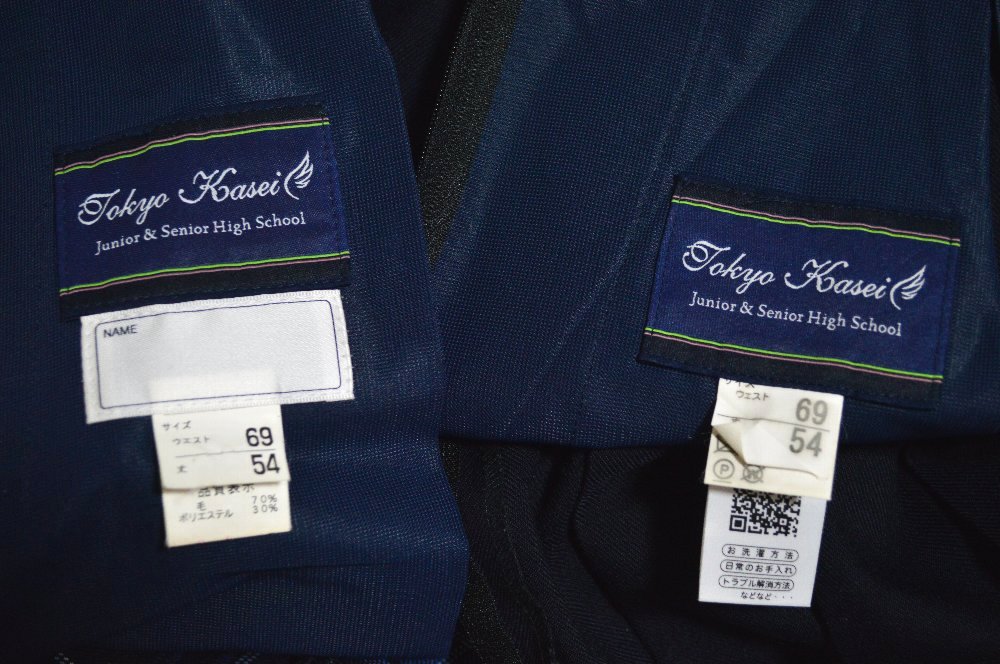 Tokyo Kasei
Junior & Senior High School
NAME
サイズ
ウエスト 69
丈 54
品質表示
毛 70%
ポリエステル 30%
Tokyo Kasei
Junior & Senior High School
サイズ
ウエスト 69
54
P
お洗濯方法
日常のお手入れ
トラブル解消方法
などなど・・・